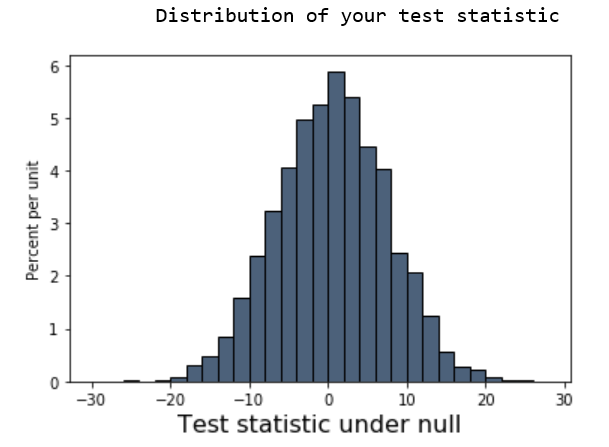 Distribution of your test statistic
6
5
4
3
2
1
0
Percent per unit
−30 −20 −10 0 10 20 30
Test statistic under null